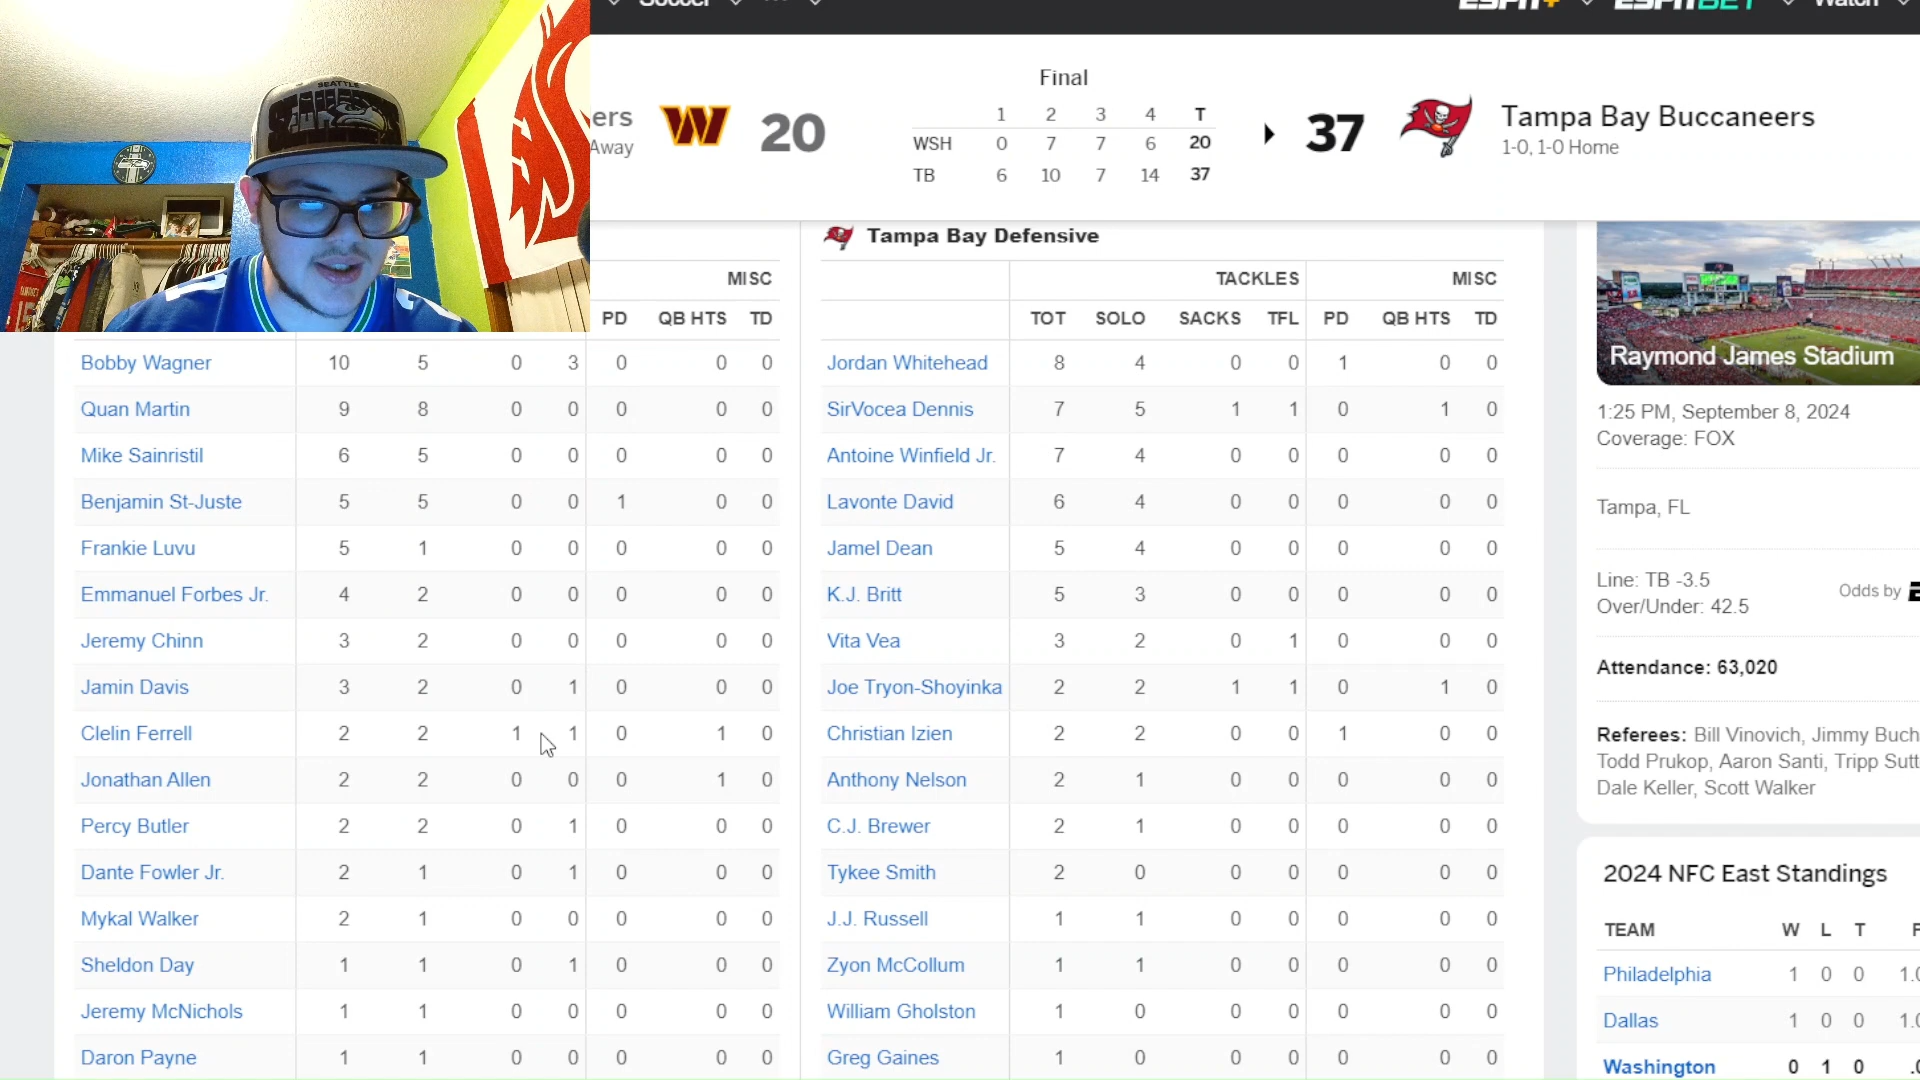 Soccer
ESPN+ ESPN BET Watch
SEATTLE
Final
ers 20
Away
1 2 3 4 T
WSH 0 7 7 6 20
TB 6 10 7 14 37
37 Tampa Bay Buccaneers
1-0, 1-0 Home
MISC
PD QB HTS TD
Bobby Wagner 10 5 0 3 0 0 0
Quan Martin 9 8 0 0 0 0 0
Mike Sainristil 6 5 0 0 0 0 0
Benjamin St-Juste 5 5 0 0 1 0 0
Frankie Luvu 5 1 0 0 0 0 0
Emmanuel Forbes Jr. 4 2 0 0 0 0 0
Jeremy Chinn 3 2 0 0 0 0 0
Jamin Davis 3 2 0 1 0 0 0
Clelin Ferrell 2 2 1 1 0 1 0
Jonathan Allen 2 2 0 0 0 1 0
Percy Butler 2 2 0 1 0 0 0
Dante Fowler Jr. 2 1 0 1 0 0 0
Mykal Walker 2 1 0 0 0 0 0
Sheldon Day 1 1 0 1 0 0 0
Jeremy McNichols 1 1 0 0 0 0 0
Daron Payne 1 1 0 0 0 0 0
Tampa Bay Defensive
TACKLES MISC
TOT SOLO SACKS TFL PD QB HTS TD
Jordan Whitehead 8 4 0 0 1 0 0
SirVocea Dennis 7 5 1 1 0 1 0
Antoine Winfield Jr. 7 4 0 0 0 0 0
Lavonte David 6 4 0 0 0 0 0
Jamel Dean 5 4 0 0 0 0 0
K.J. Britt 5 3 0 0 0 0 0
Vita Vea 3 2 0 1 0 0 0
Joe Tryon-Shoyinka 2 2 1 1 0 1 0
Christian Izien 2 2 0 0 1 0 0
Anthony Nelson 2 1 0 0 0 0 0
C.J. Brewer 2 1 0 0 0 0 0
Tykee Smith 2 0 0 0 0 0 0
J.J. Russell 1 1 0 0 0 0 0
Zyon McCollum 1 1 0 0 0 0 0
William Gholston 1 0 0 0 0 0 0
Greg Gaines 1 0 0 0 0 0 0
Raymond James Stadium
1:25 PM, September 8, 2024
Coverage: FOX
Tampa, FL
Line: TB -3.5
Over/Under: 42.5
Odds by
Attendance: 63,020
Referees: Bill Vinovich, Jimmy Buch
Todd Prukop, Aaron Santi, Tripp Sutt
Dale Keller, Scott Walker
2024 NFC East Standings
TEAM W L T
Philadelphia 1 0 0 1.0
Dallas 1 0 0 1.0
Washington 0 1 0 .0